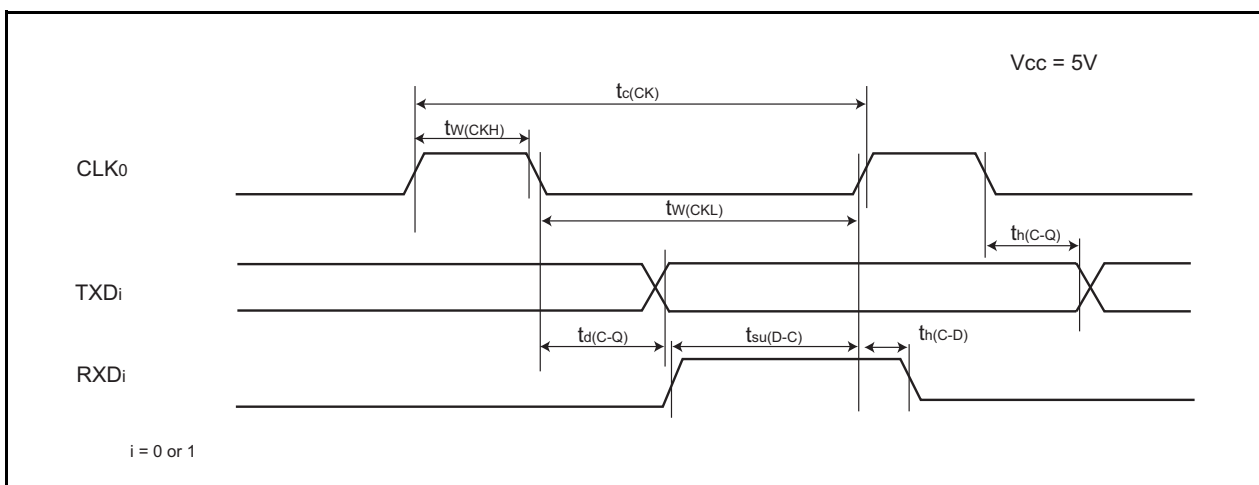 Vcc = 5V
tc(CK)
tW(CKH)
CLK0
tW(CKL)
th(C-Q)
TXDi
td(C-Q)
tsu(D-C)
th(C-D)
RXDi
i = 0 or 1